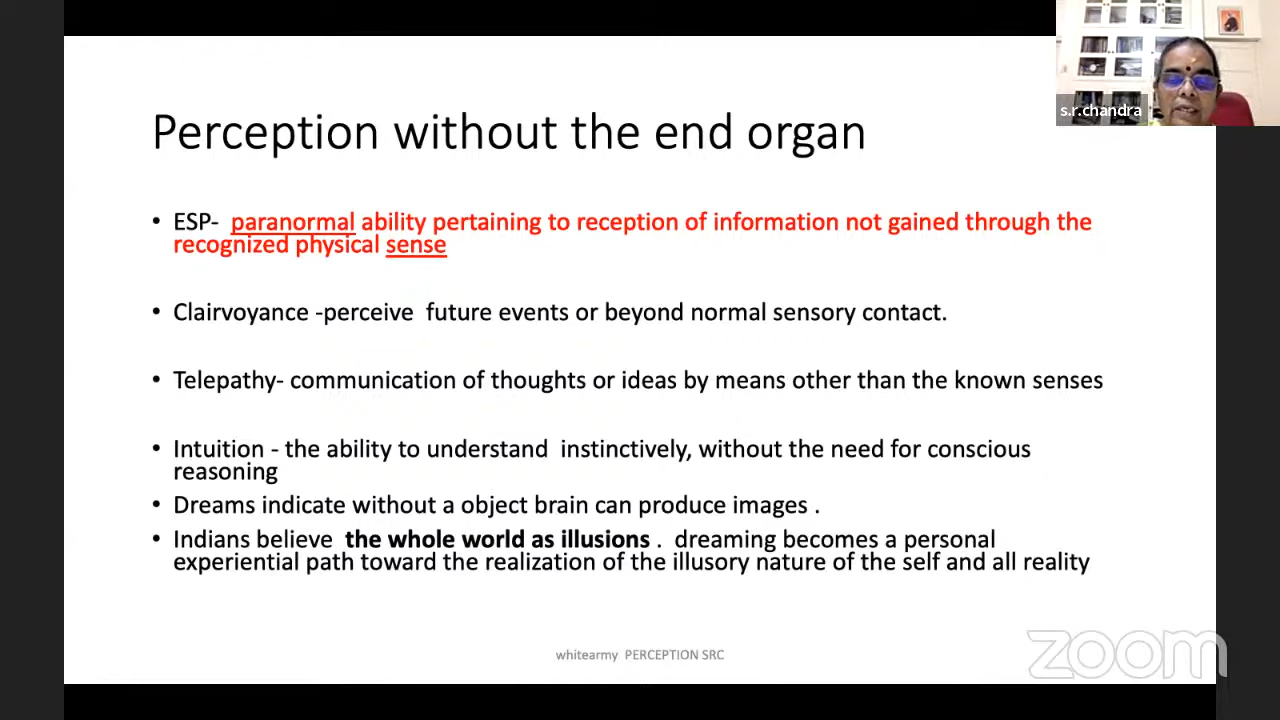 s.r.chandra
Perception without the end organ
• ESP- paranormal ability pertaining to reception of information not gained through the
recognized physical sense
• Clairvoyance -perceive future events or beyond normal sensory contact.
• Telepathy- communication of thoughts or ideas by means other than the known senses
• Intuition - the ability to understand instinctively, without the need for conscious
reasoning
• Dreams indicate without a object brain can produce images .
• Indians believe the whole world as illusions . dreaming becomes a personal
experiential path toward the realization of the illusory nature of the self and all reality
whitearmy PERCEPTION SRC
zoom